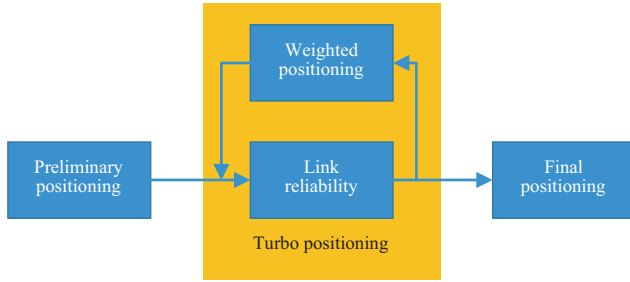 Weighted
positioning
Preliminary
positioning
Link
reliability
Final
positioning
Turbo positioning